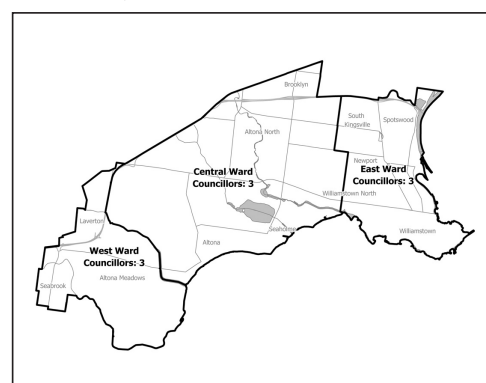 Brooklyn
South
Kingsville
Spotswood
Altona North
Newport
Central Ward
Councillors: 3
East Ward
Councillors: 3
Williamstown North
Laverton
Seaholme
Williamstown
Altona
West Ward
Councillors: 3
Altona Meadows
Seabrook